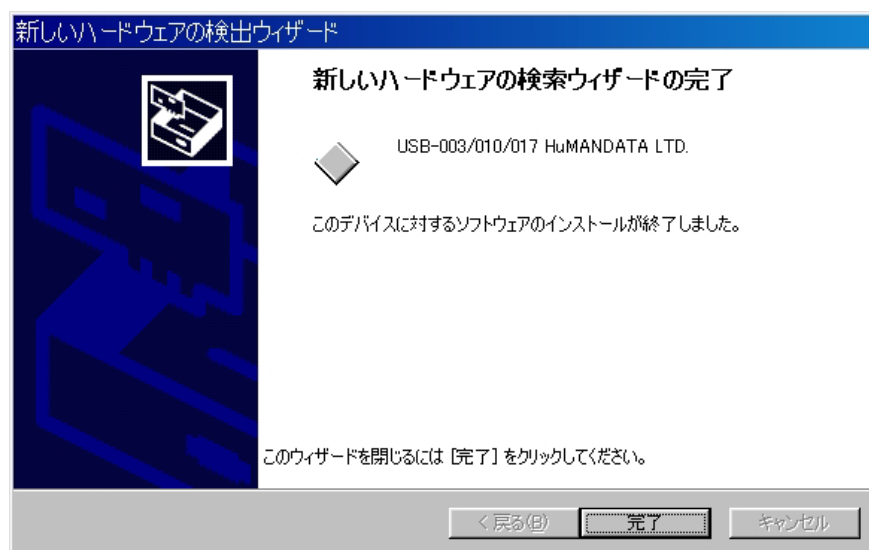 新しいハードウェアの検出ウィザード
新しいハードウェアの検索ウィザードの完了
USB-003/010/017 HuMANDATA LTD.
このデバイスに対するソフトウェアのインストールが終了しました。
このウィザードを閉じるには [完了] をクリックしてください。
< 戻る(B)
完了
キャンセル